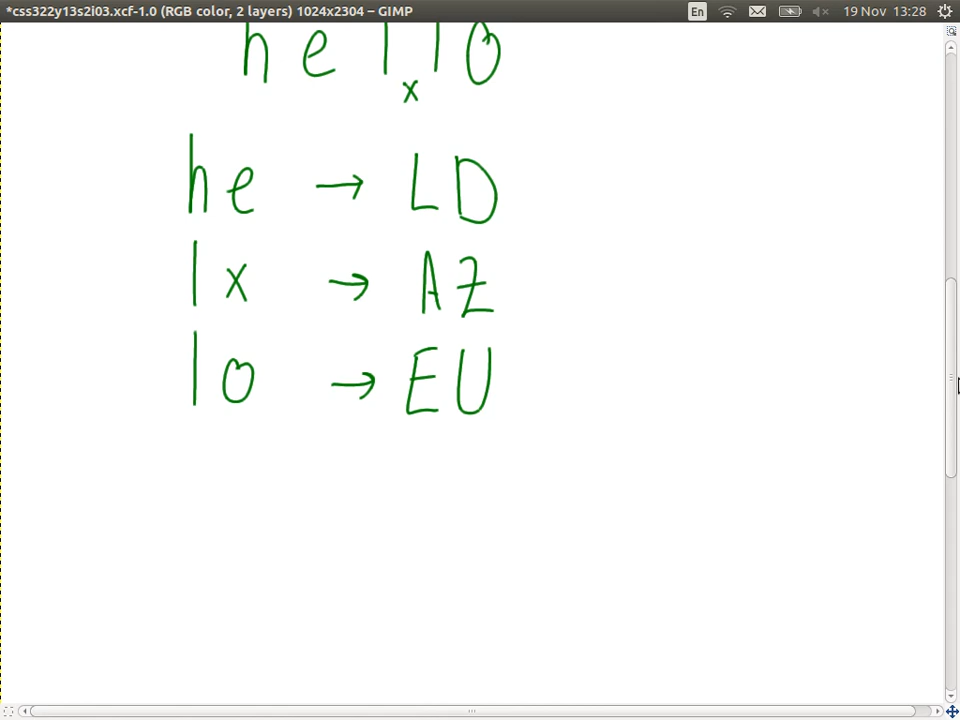 *css322y13s2i03.xcf-1.0 (RGB color, 2 layers) 1024x2304 – GIMP En 19 Nov 13:28
hel lo
x
he → LD
lx → AZ
lo → EU